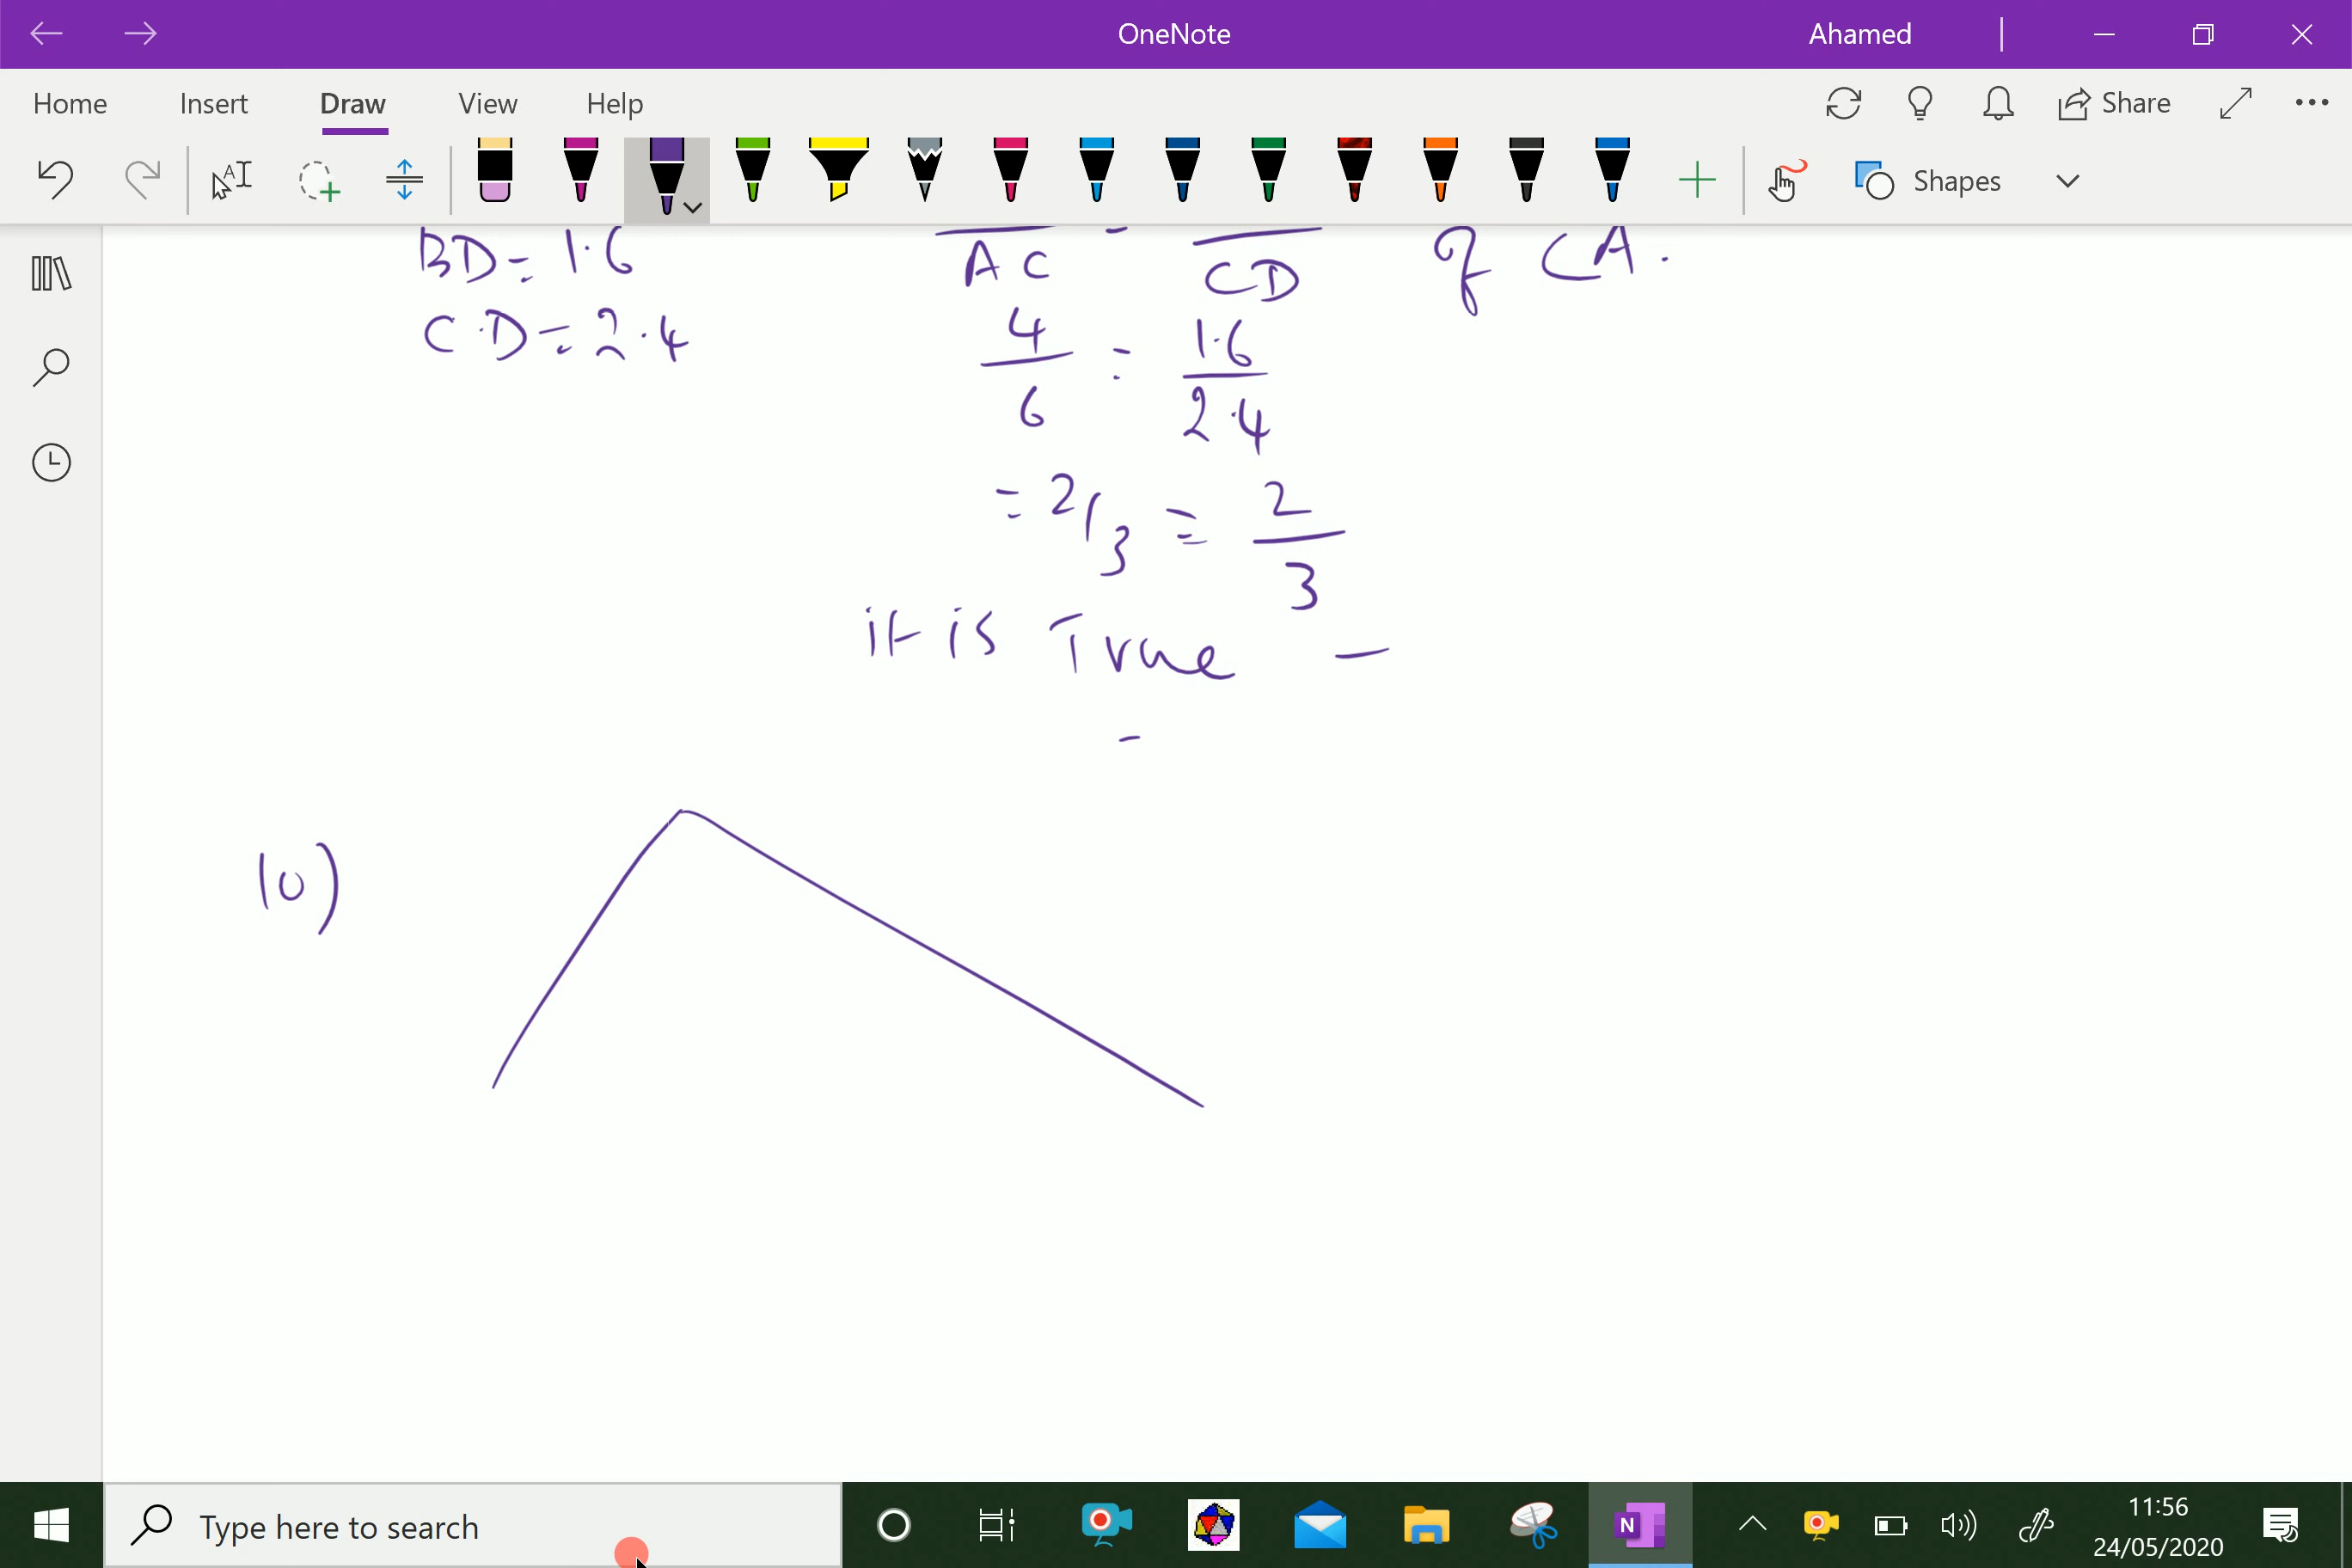 OneNote
Ahamed
Home Insert Draw View Help
Share
Shapes
BD = 1.6
AC = CD of CA.
CD = 2.4
4/6 = 1.6/2.4
= 2/3 = 2/3
it is True —
10)
Type here to search
N
11:56
24/05/2020